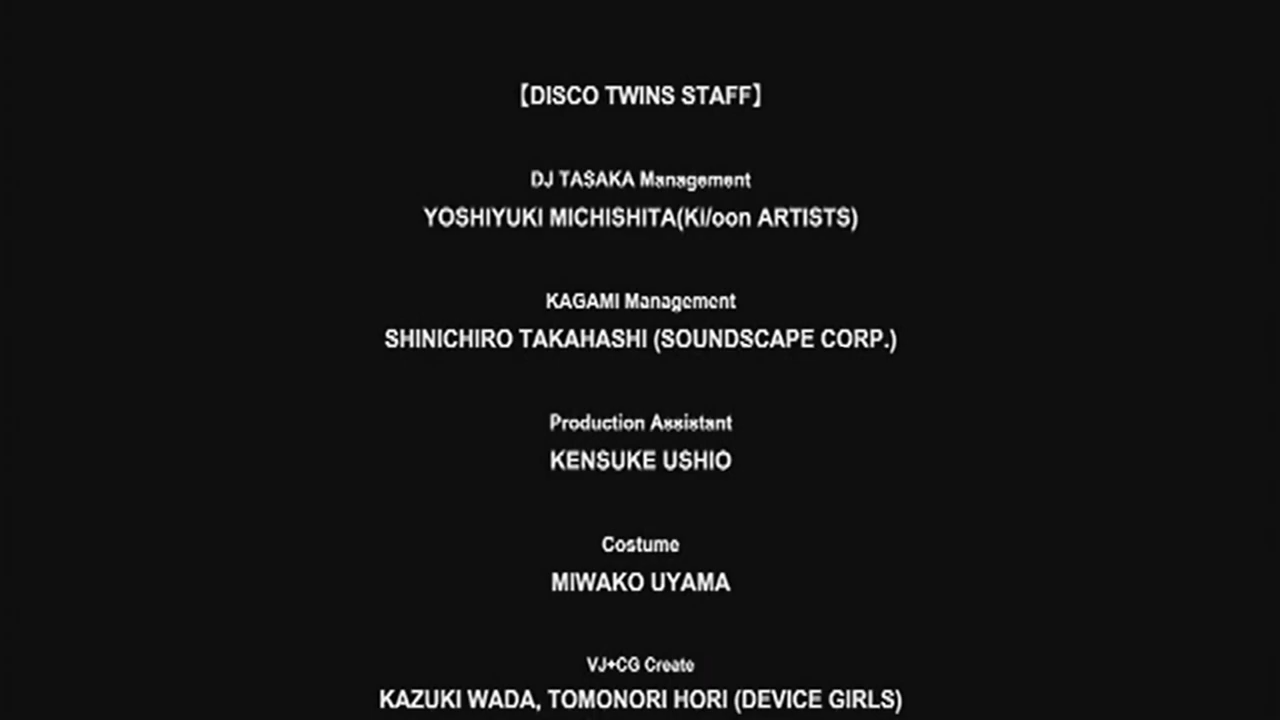 【DISCO TWINS STAFF】
DJ TASAKA Management
YOSHIYUKI MICHISHITA(Ki/oon ARTISTS)
KAGAMI Management
SHINICHIRO TAKAHASHI (SOUNDSCAPE CORP.)
Production Assistant
KENSUKE USHIO
Costume
MIWAKO UYAMA
VJ+CG Create
KAZUKI WADA, TOMONORI HORI (DEVICE GIRLS)